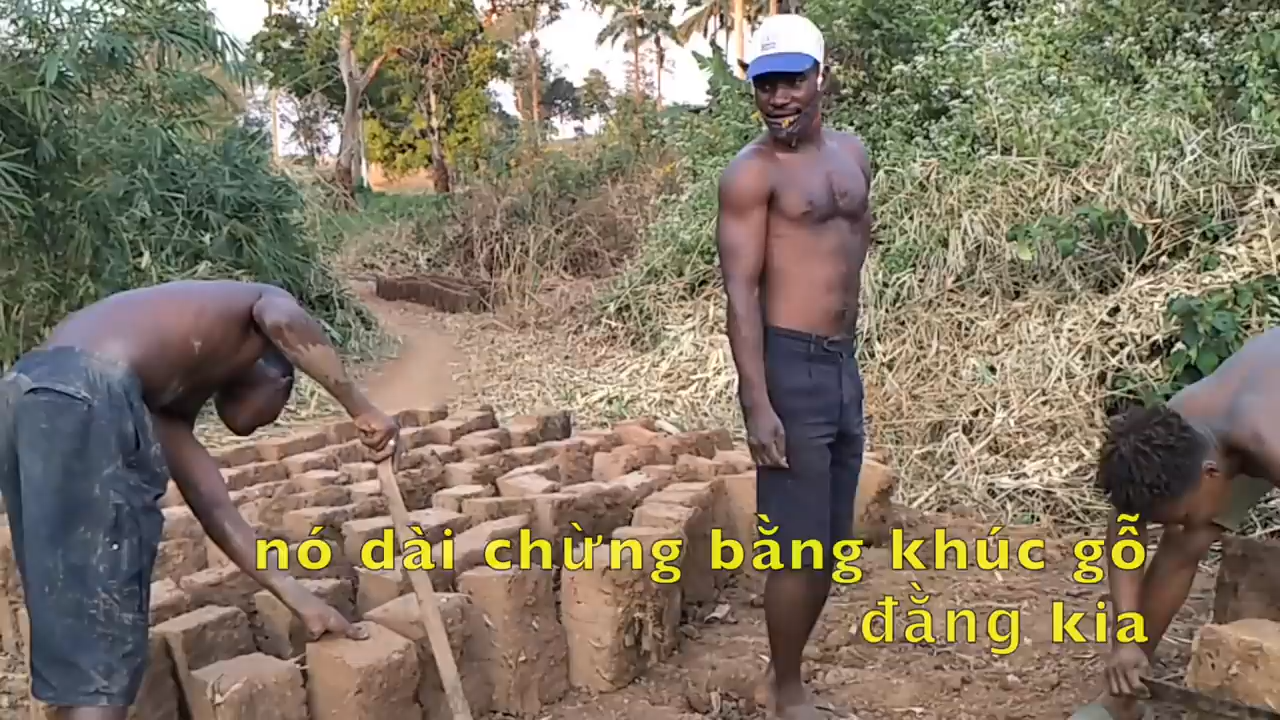 nó dài chừng bằng khúc gỗ
đằng kia